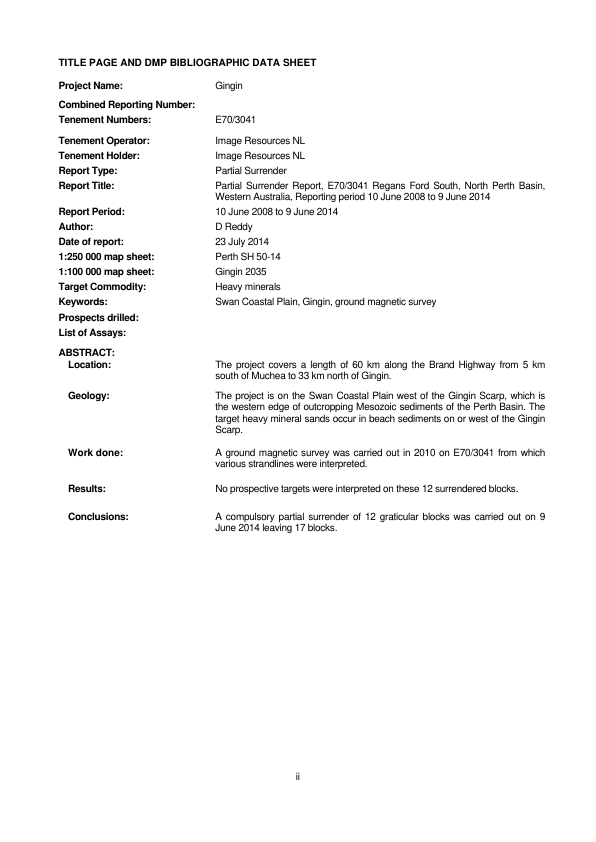 TITLE PAGE AND DMP BIBLIOGRAPHIC DATA SHEET
Project Name: Gingin
Combined Reporting Number:
Tenement Numbers: E70/3041
Tenement Operator: Image Resources NL
Tenement Holder: Image Resources NL
Report Type: Partial Surrender
Report Title: Partial Surrender Report, E70/3041 Regans Ford South, North Perth Basin,
Western Australia, Reporting period 10 June 2008 to 9 June 2014
Report Period: 10 June 2008 to 9 June 2014
Author: D Reddy
Date of report: 23 July 2014
1:250 000 map sheet: Perth SH 50-14
1:100 000 map sheet: Gingin 2035
Target Commodity: Heavy minerals
Keywords: Swan Coastal Plain, Gingin, ground magnetic survey
Prospects drilled:
List of Assays:
ABSTRACT:
Location: The project covers a length of 60 km along the Brand Highway from 5 km
south of Muchea to 33 km north of Gingin.
Geology: The project is on the Swan Coastal Plain west of the Gingin Scarp, which is
the western edge of outcropping Mesozoic sediments of the Perth Basin. The
target heavy mineral sands occur in beach sediments on or west of the Gingin
Scarp.
Work done: A ground magnetic survey was carried out in 2010 on E70/3041 from which
various strandlines were interpreted.
Results: No prospective targets were interpreted on these 12 surrendered blocks.
Conclusions: A compulsory partial surrender of 12 graticular blocks was carried out on 9
June 2014 leaving 17 blocks.
ii